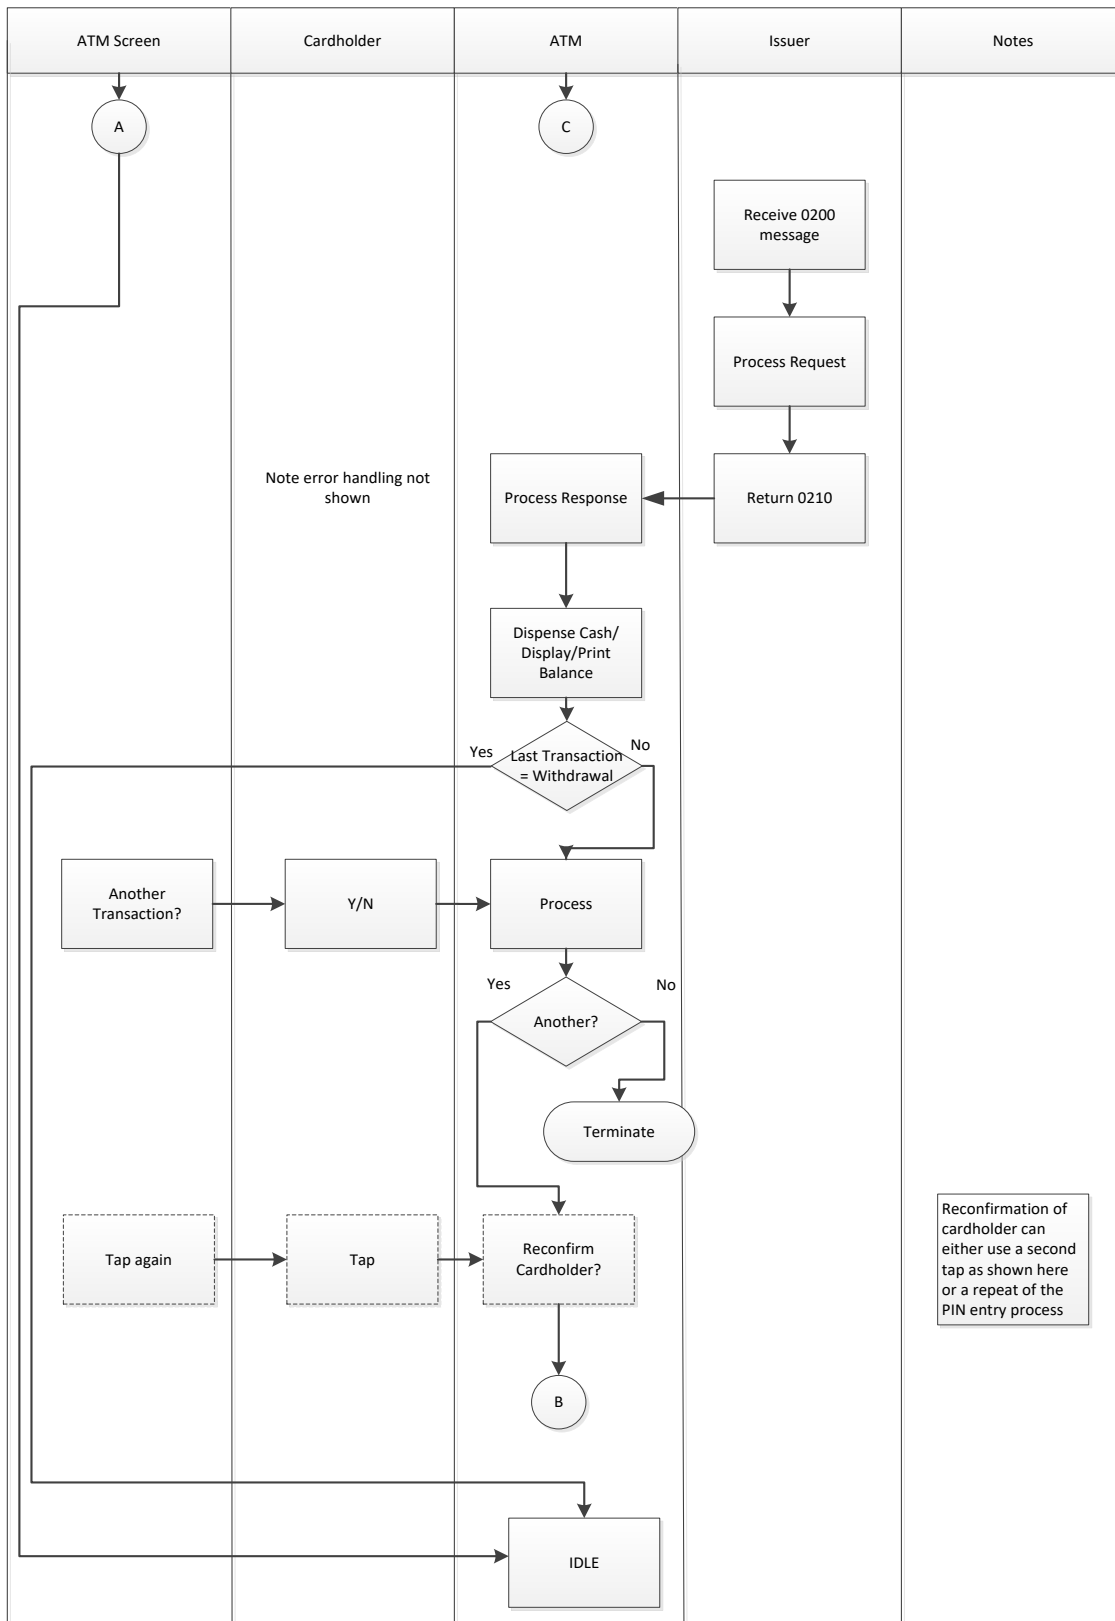 ATM Screen
Cardholder
ATM
Issuer
Notes
A
C
Receive 0200
message
Process Request
Note error handling not
shown
Process Response
Return 0210
Dispense Cash/
Display/Print
Balance
Yes
Last Transaction
= Withdrawal
No
Another
Transaction?
Y/N
Process
Yes
No
Another?
Terminate
Tap again
Tap
Reconfirm
Cardholder?
Reconfirmation of
cardholder can
either use a second
tap as shown here
or a repeat of the
PIN entry process
B
IDLE